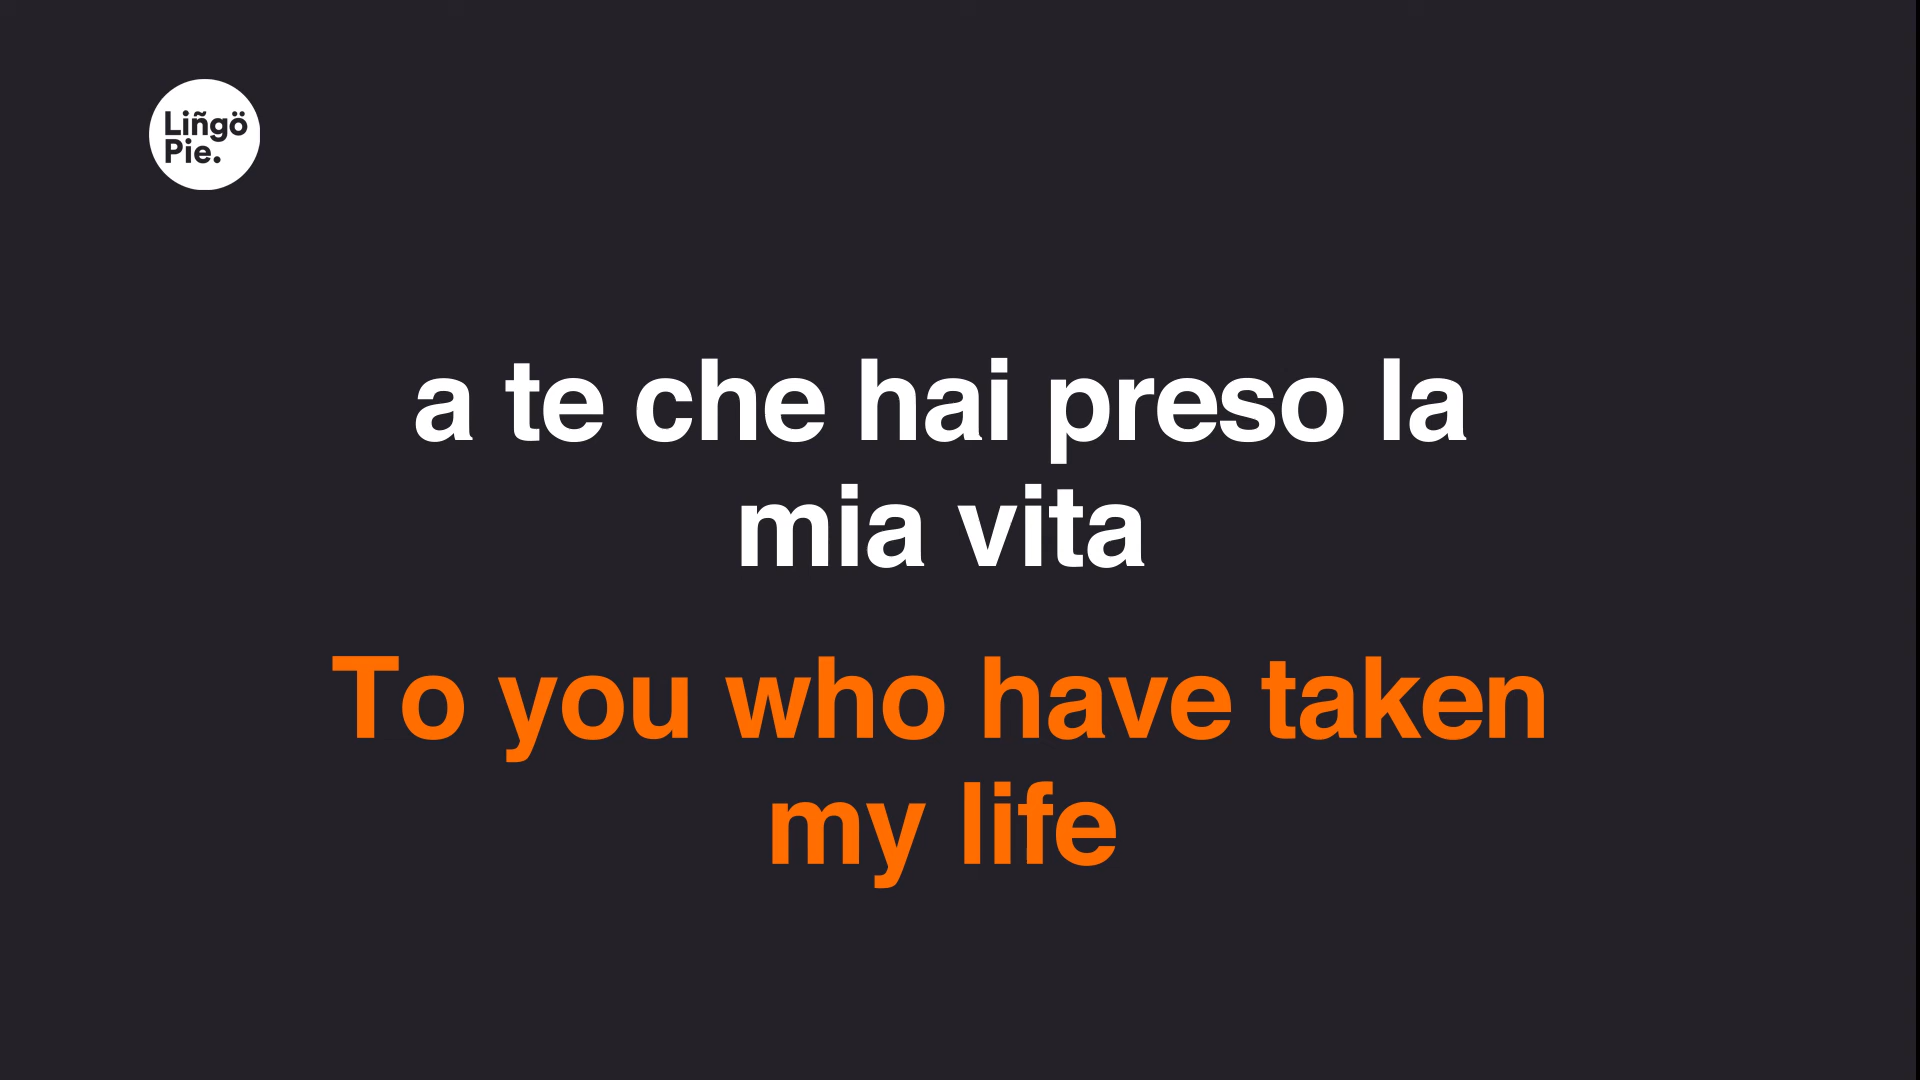 Liñgö
Pie.
a te che hai preso la
mia vita
To you who have taken
my life